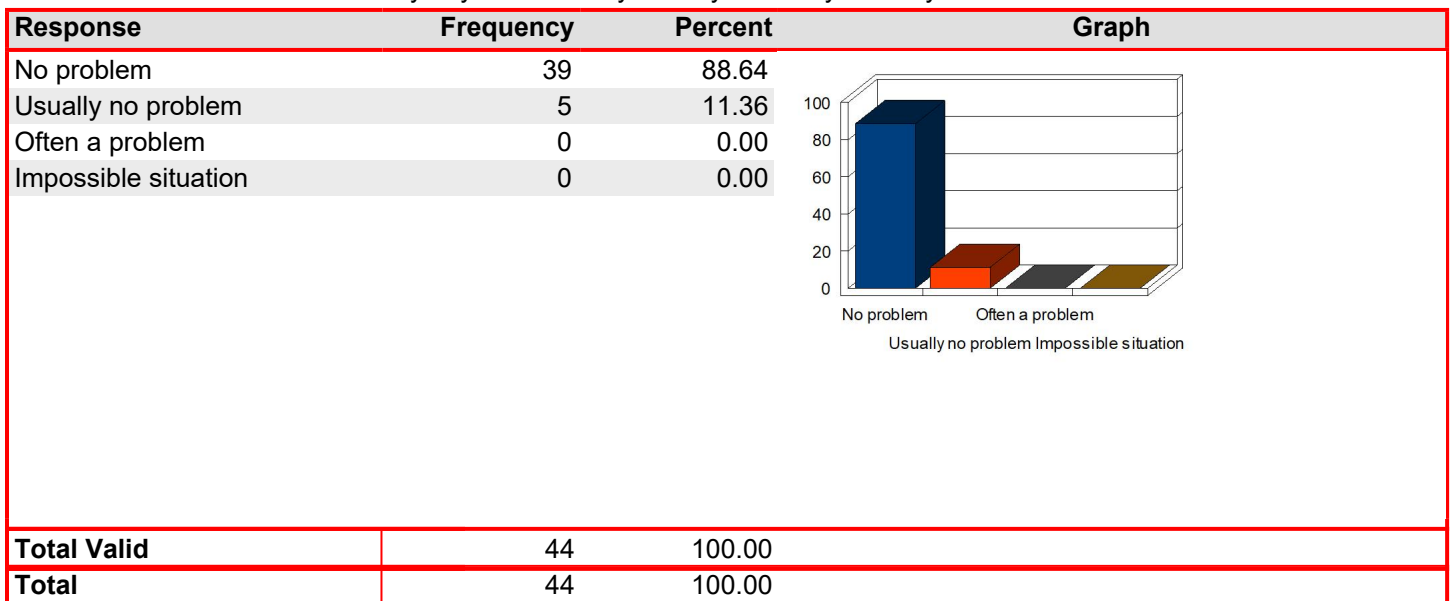 Response Frequency Percent Graph
No problem 39 88.64
Usually no problem 5 11.36
Often a problem 0 0.00
Impossible situation 0 0.00
100
80
60
40
20
0
No problem Often a problem
Usually no problem Impossible situation
Total Valid 44 100.00
Total 44 100.00